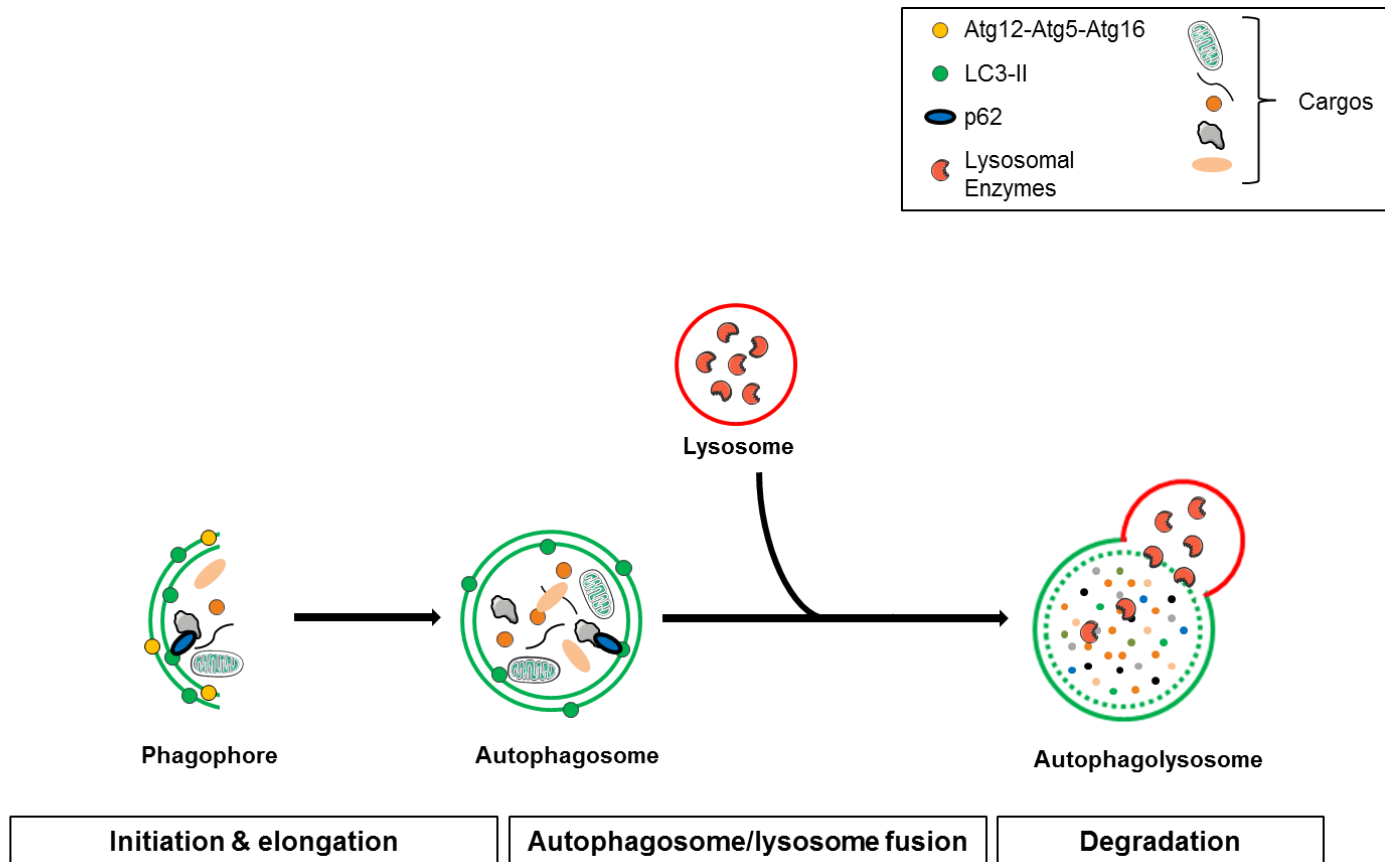 Atg12-Atg5-Atg16
LC3-II
p62
Lysosomal
Enzymes
Cargos
Lysosome
Phagophore
Autophagosome
Autophagolysosome
Initiation & elongation
Autophagosome/lysosome fusion
Degradation